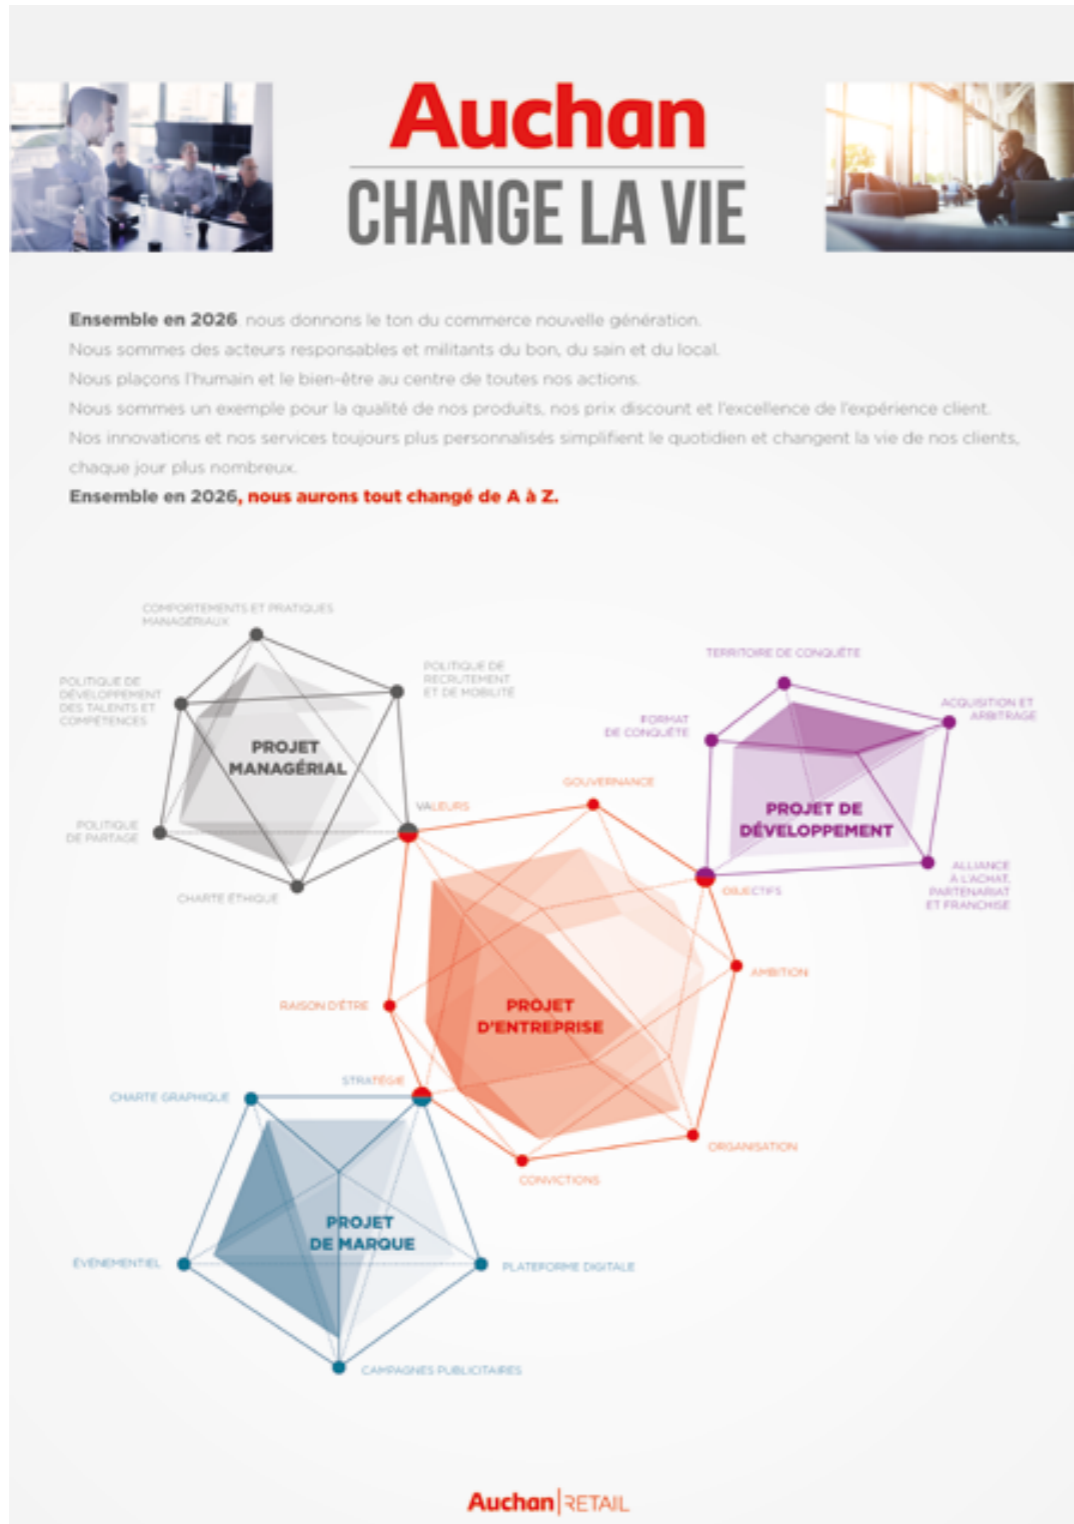 Auchan
CHANGE LA VIE
Ensemble en 2026, nous donnons le ton du commerce nouvelle génération.
Nous sommes des acteurs responsables et militants du bon, du sain et du local.
Nous plaçons l'humain et le bien-être au centre de toutes nos actions.
Nous sommes un exemple pour la qualité de nos produits, nos prix discount et l'excellence de l'expérience client.
Nos innovations et nos services toujours plus personnalisés simplifient le quotidien et changent la vie de nos clients,
chaque jour plus nombreux.
Ensemble en 2026, nous aurons tout changé de A à Z.
COMPORTEMENTS ET PRATIQUES
MANAGÉRIAUX
POLITIQUE DE
DÉVELOPPEMENT
DES TALENTS ET
COMPÉTENCES
POLITIQUE DE
RECRUTEMENT
ET DE MOBILITÉ
PROJET
MANAGÉRIAL
POLITIQUE
DE PARTAGE
VALEURS
CHARTE ÉTHIQUE
TERRITOIRE DE CONQUÊTE
FORMAT
DE CONQUÊTE
ACQUISITION ET
ARBITRAGE
PROJET DE
DÉVELOPPEMENT
ALLIANCE
À L'ACHAT,
PARTENARIAT
ET FRANCHISE
OBJECTIFS
GOUVERNANCE
AMBITION
RAISON D'ÊTRE
PROJET
D'ENTREPRISE
STRATÉGIE
ORGANISATION
CONVICTIONS
CHARTE GRAPHIQUE
PROJET
DE MARQUE
ÉVÉNEMENTIEL
PLATEFORME DIGITALE
CAMPAGNES PUBLICITAIRES
Auchan|RETAIL